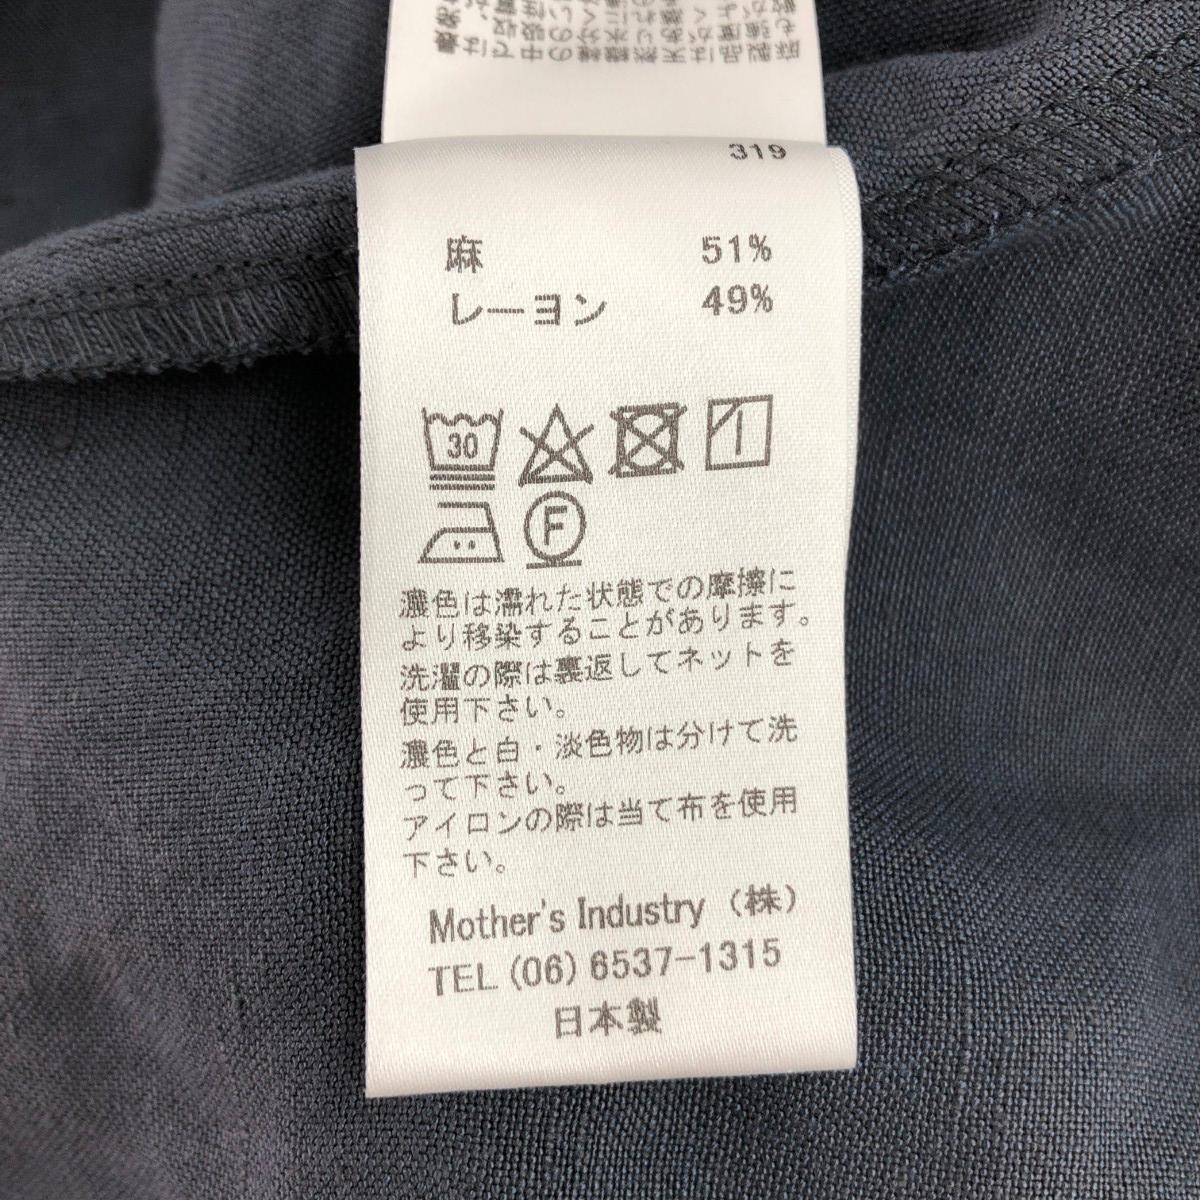 319
麻 51%
レーヨン 49%
30
F
濃色は濡れた状態での摩擦に
より移染することがあります。
洗濯の際は裏返してネットを
使用下さい。
濃色と白・淡色物は分けて洗
って下さい。
アイロンの際は当て布を使用
下さい。
Mother's Industry （株）
TEL (06) 6537-1315
日本製